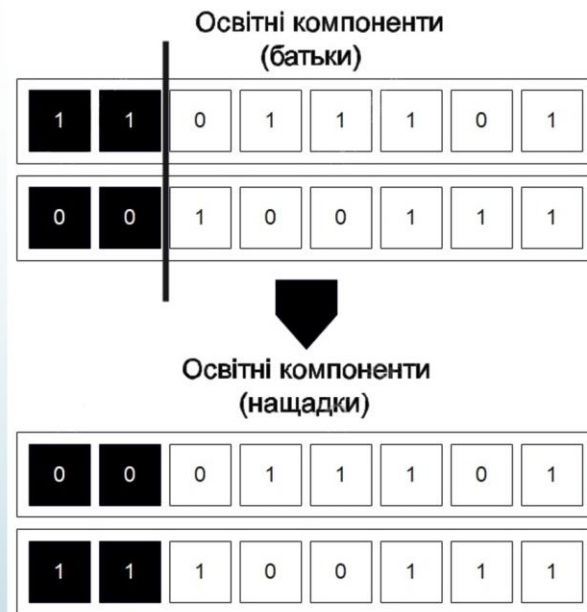 Освітні компоненти
(батьки)
1 1 0 1 1 1 0 1
0 0 1 0 0 1 1 1
Освітні компоненти
(нащадки)
0 0 0 1 1 1 0 1
1 1 1 0 0 1 1 1